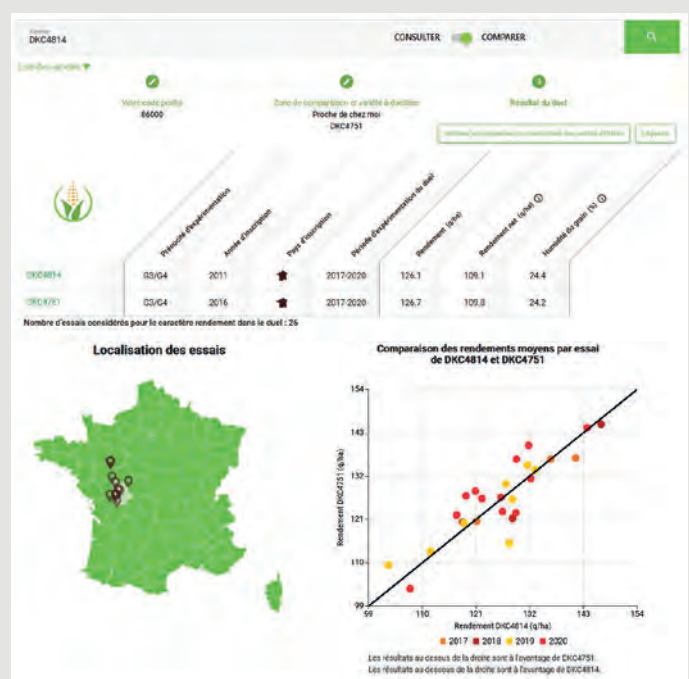 DKC4814
CONSULTER COMPARER
Votre code postal
86000
Zone de comparaison et variété à étudier
Proche de chez moi
DKC4751
Résultat du duel
Précocité d'expérimentation
Année d'inscription
Pays d'inscription
Période d'expérimentation du duel
Rendement (q/ha)
Rendement net (q/ha)
Humidité du grain (%)
DKC4814 G3/G4 2011 2017-2020 126.1 109.1 24.4
DKC4751 G3/G4 2016 2017-2020 126.7 109.8 24.2
Nombre d'essais considérés pour le caractère rendement dans le duel : 26
Localisation des essais
Comparaison des rendements moyens par essai
de DKC4814 et DKC4751
Rendement DKC4751 (q/ha)
154
143
132
121
110
99
99 110 121 132 143 154
Rendement DKC4814 (q/ha)
2017 2018 2019 2020
Les résultats au dessus de la droite sont à l'avantage de DKC4751.
Les résultats au dessous de la droite sont à l'avantage de DKC4814.